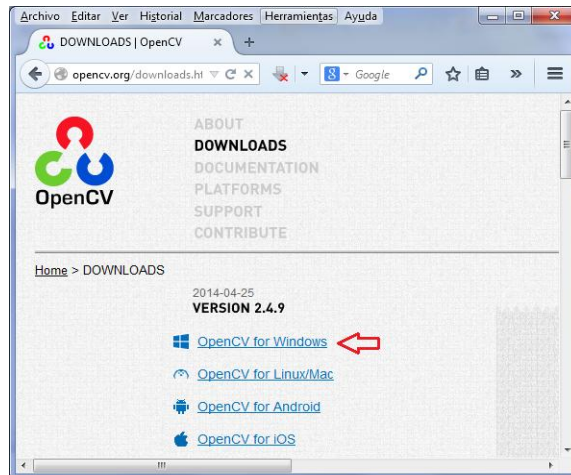 Archivo Editar Ver Historial Marcadores Herramientas Ayuda
DOWNLOADS | OpenCV
opencv.org/downloads.ht
Google
ABOUT
DOWNLOADS
DOCUMENTATION
PLATFORMS
SUPPORT
CONTRIBUTE
OpenCV
Home > DOWNLOADS
2014-04-25
VERSION 2.4.9
OpenCV for Windows
OpenCV for Linux/Mac
OpenCV for Android
OpenCV for iOS